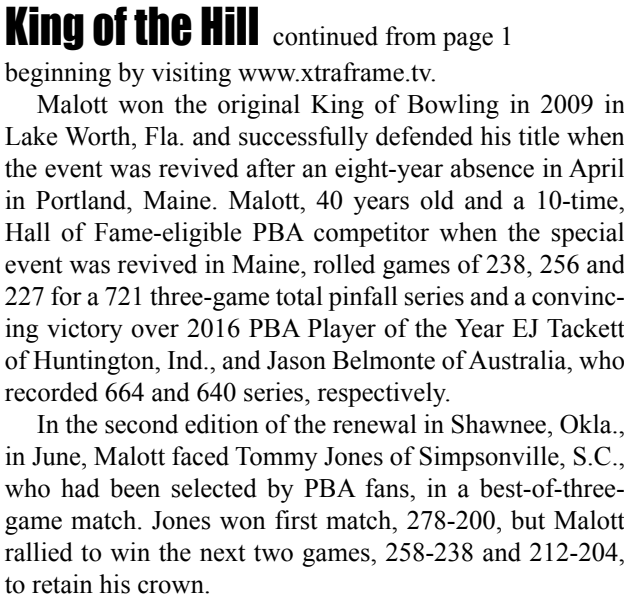 King of the Hill continued from page 1
beginning by visiting www.xtraframe.tv.
Malott won the original King of Bowling in 2009 in
Lake Worth, Fla. and successfully defended his title when
the event was revived after an eight-year absence in April
in Portland, Maine. Malott, 40 years old and a 10-time,
Hall of Fame-eligible PBA competitor when the special
event was revived in Maine, rolled games of 238, 256 and
227 for a 721 three-game total pinfall series and a convinc-
ing victory over 2016 PBA Player of the Year EJ Tackett
of Huntington, Ind., and Jason Belmonte of Australia, who
recorded 664 and 640 series, respectively.
In the second edition of the renewal in Shawnee, Okla.,
in June, Malott faced Tommy Jones of Simpsonville, S.C.,
who had been selected by PBA fans, in a best-of-three-
game match. Jones won first match, 278-200, but Malott
rallied to win the next two games, 258-238 and 212-204,
to retain his crown.